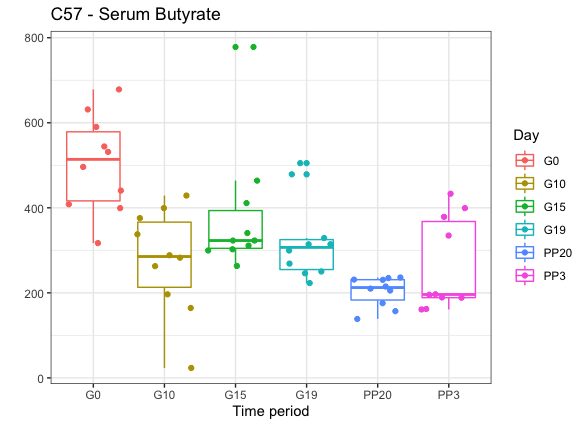 C57 - Serum Butyrate
800
600
400
200
0
G0 G10 G15 G19 PP20 PP3
Time period
Day
G0
G10
G15
G19
PP20
PP3